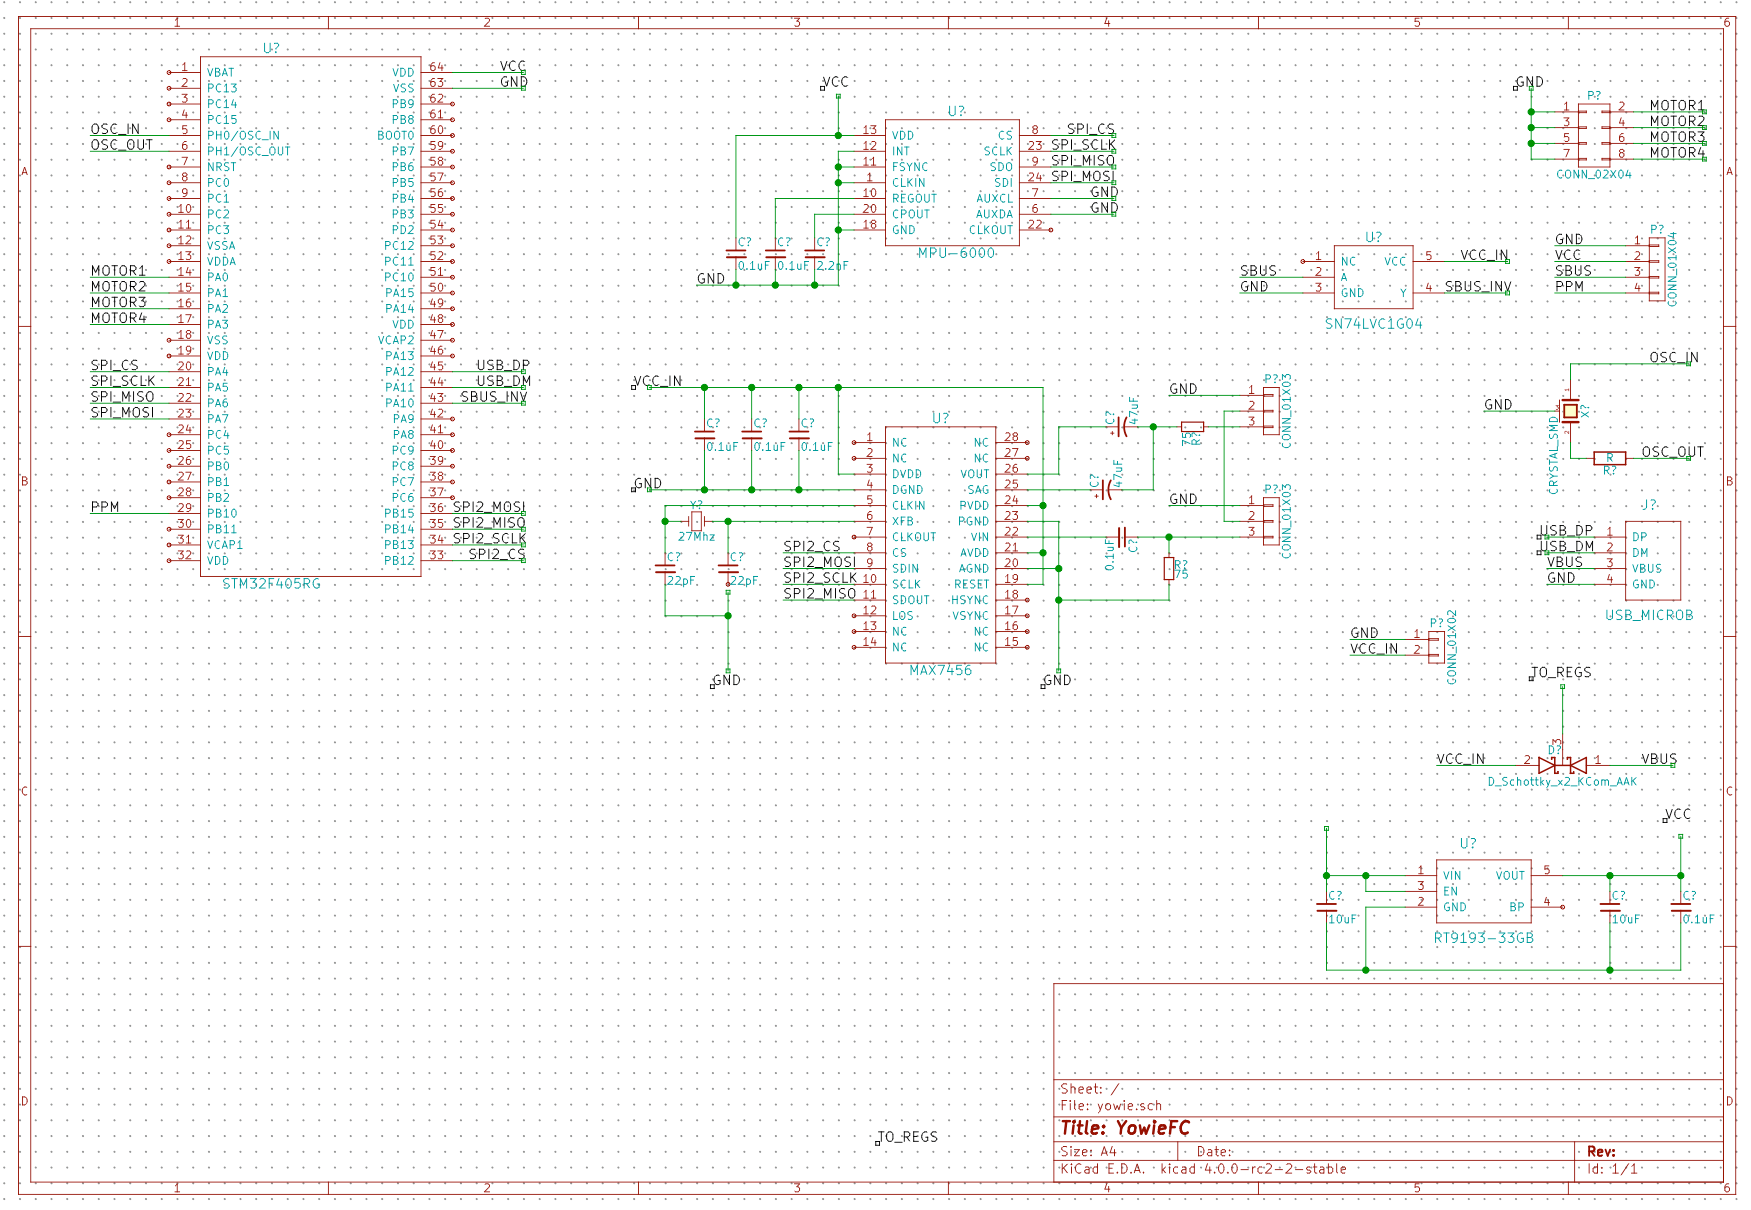 1 2 3 4 5 6
A B C D
U?
1 VBAT
2 PC13
3 PC14
4 PC15
OSC_IN 5 PH0/OSC_IN
OSC_OUT 6 PH1/OSC_OUT
7 NRST
8 PC0
9 PC1
10 PC2
11 PC3
12 VSSA
13 VDDA
MOTOR1 14 PA0
MOTOR2 15 PA1
MOTOR3 16 PA2
MOTOR4 17 PA3
18 VSS
19 VDD
SPI_CS 20 PA4
SPI_SCLK 21 PA5
SPI_MISO 22 PA6
SPI_MOSI 23 PA7
24 PC4
25 PC5
26 PB0
27 PB1
28 PB2
PPM 29 PB10
30 PB11
31 VCAP1
32 VDD
VDD 64 VCC
VSS 63 GND
PB9 62
PB8 61
BOOT0 60
PB7 59
PB6 58
PB5 57
PB4 56
PB3 55
PD2 54
PC12 53
PC11 52
PC10 51
PA15 50
PA14 49
VDD 48
VCAP2 47
PA13 46
PA12 45 USB_DP
PA11 44 USB_DM
PA10 43 SBUS_INV
PA9 42
PA8 41
PC9 40
PC8 39
PC7 38
PC6 37
PB15 36 SPI2_MOSI
PB14 35 SPI2_MISO
PB13 34 SPI2_SCLK
PB12 33 SPI2_CS
STM32F405RG
VCC
U?
13 VDD
12 INT
11 FSYNC
1 CLKIN
10 REGOUT
20 CPOUT
18 GND
CS 8 SPI_CS
SCLK 23 SPI_SCLK
SDO 9 SPI_MISO
SDI 24 SPI_MOSI
AUXCL 7 GND
AUXDA 6 GND
CLKOUT 22
MPU-6000
C? C? C?
0.1uF 0.1uF 2.2nF
GND
GND
P?
1 2 MOTOR1
3 4 MOTOR2
5 6 MOTOR3
7 8 MOTOR4
CONN_02X04
U?
1 NC
SBUS 2 A
GND 3 GND
VCC 5 VCC_IN
Y 4 SBUS_INV
SN74LVC1G04
P?
GND 1
VCC 2
SBUS 3
PPM 4
CONN_01X04
VCC_IN
C? C? C?
0.1uF 0.1uF 0.1uF
GND
Y?
27Mhz
C? C?
22pF 22pF
GND
U?
1 NC
2 NC
3 DVDD
4 DGND
5 CLKIN
6 XFB
7 CLKOUT
SPI2_CS 8 CS
SPI2_MOSI 9 SDIN
SPI2_SCLK 10 SCLK
SPI2_MISO 11 SDOUT
12 LOS
13 NC
14 NC
NC 28
NC 27
VOUT 26
SAG 25
PVDD 24
PGND 23
VIN 22
AVDD 21
AGND 20
RESET 19
HSYNC 18
VSYNC 17
NC 16
NC 15
MAX7456
GND
C? 47uF
C? 47uF
C? 0.1uF
R? 75
R? 75
GND
1
2
3
P?
CONN_01X03
GND
1
2
3
P?
CONN_01X03
OSC_IN
GND
1
2
3
X?
CRYSTAL_SMD
R
R?
OSC_OUT
J?
USB_DP 1 DP
USB_DM 2 DM
VBUS 3 VBUS
GND 4 GND
USB_MICROB
P?
GND 1
VCC_IN 2
CONN_01X02
TO_REGS
3
D?
VCC_IN 2 1 VBUS
D_Schottky_x2_KCom_AAK
VCC
U?
1 VIN
3 EN
2 GND
VOUT 5
BP 4
RT9193-33GB
C? C? C?
10uF 10uF 0.1uF
TO_REGS
Sheet: /
File: yowie.sch
Title: YowieFC
Size: A4 Date: Rev:
KiCad E.D.A. kicad 4.0.0-rc2-2-stable Id: 1/1
1 2 3 4 5 6
A B C D